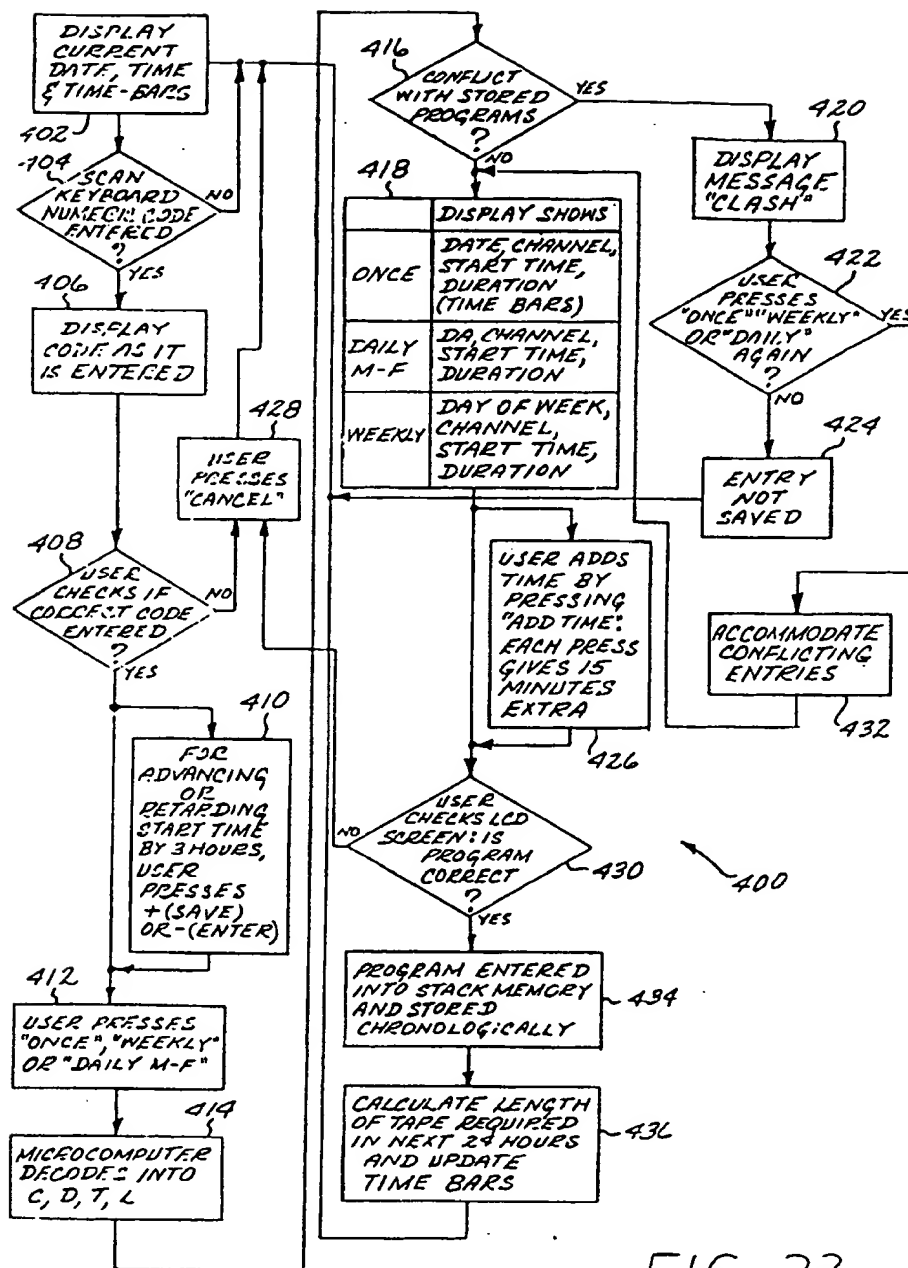 DISPLAY
CURRENT
DATE, TIME
& TIME-BARS
402
404
SCAN
KEYBOARD
NUMERIC CODE
ENTERED
?
NO
YES
406
DISPLAY
CODE AS IT
IS ENTERED
428
USER
PRESSES
"CANCEL"
408
USER
CHECKS IF
CORRECT CODE
ENTERED
?
NO
YES
410
FOR
ADVANCING
OR
RETARDING
START TIME
BY 3 HOURS,
USER
PRESSES
+(SAVE)
OR-(ENTER)
412
USER PRESSES
"ONCE", "WEEKLY"
OR "DAILY M-F"
414
MICROCOMPUTER
DECODES INTO
C, D, T, L
416
CONFLICT
WITH STORED
PROGRAMS
?
YES
NO
418
DISPLAY SHOWS
ONCE
DATE, CHANNEL,
START TIME,
DURATION
(TIME BARS)
DAILY
M-F
DA, CHANNEL,
START TIME,
DURATION
WEEKLY
DAY OF WEEK,
CHANNEL,
START TIME,
DURATION
420
DISPLAY
MESSAGE
"CLASH"
422
USER
PRESSES
"ONCE" "WEEKLY"
OR "DAILY"
AGAIN
?
YES
NO
424
ENTRY
NOT
SAVED
USER ADDS
TIME BY
PRESSING
"ADD TIME":
EACH PRESS
GIVES 15
MINUTES
EXTRA
426
ACCOMMODATE
CONFLICTING
ENTRIES
432
USER
CHECKS LCD
SCREEN: IS
PROGRAM
CORRECT
?
NO
430
YES
400
PROGRAM ENTERED
INTO STACK MEMORY
AND STORED
CHRONOLOGICALLY
434
CALCULATE LENGTH
OF TAPE REQUIRED
IN NEXT 24 HOURS
AND UPDATE
TIME BARS
436